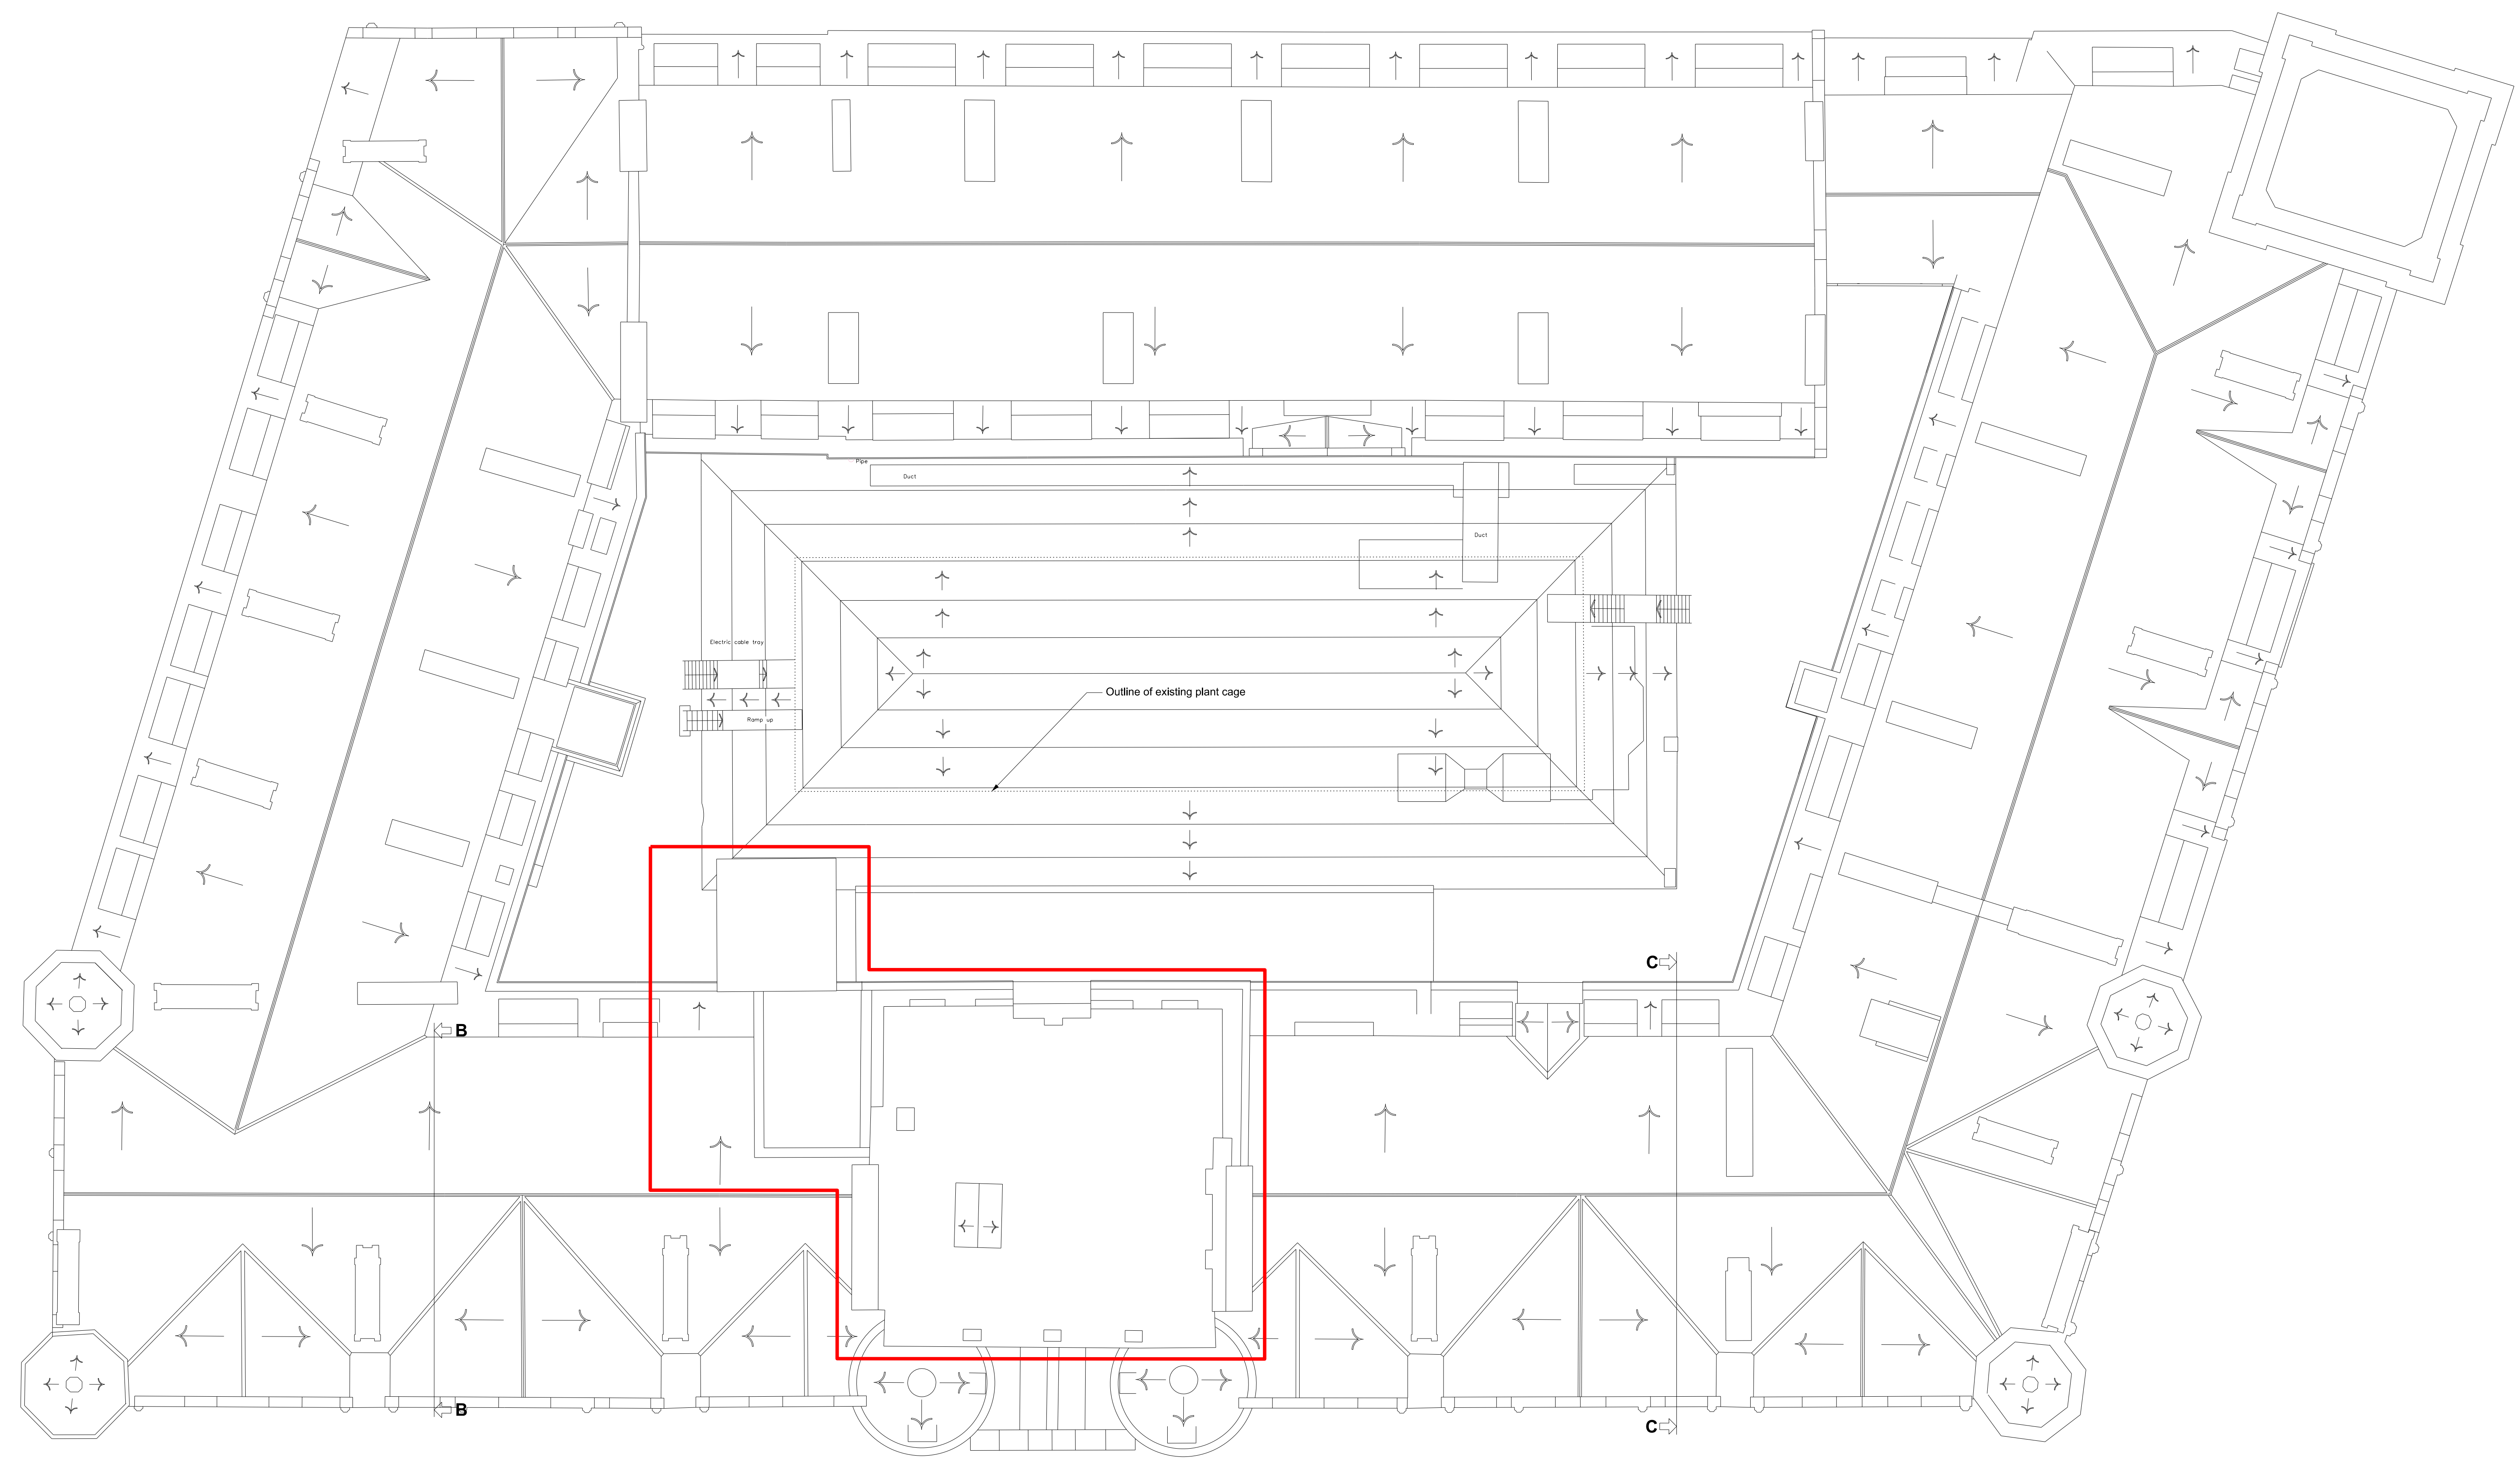 Pipe
Duct
Duct
Electric cable tray
Outline of existing plant cage
Ramp up
C
B
B
C